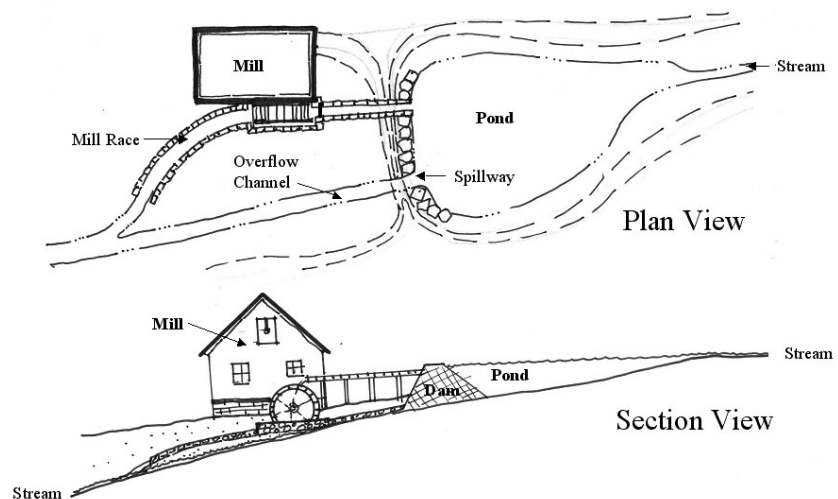 Mill
Stream
Pond
Mill Race
Overflow
Channel
Spillway
Plan View
Mill
Stream
Pond
Dam
Section View
Stream